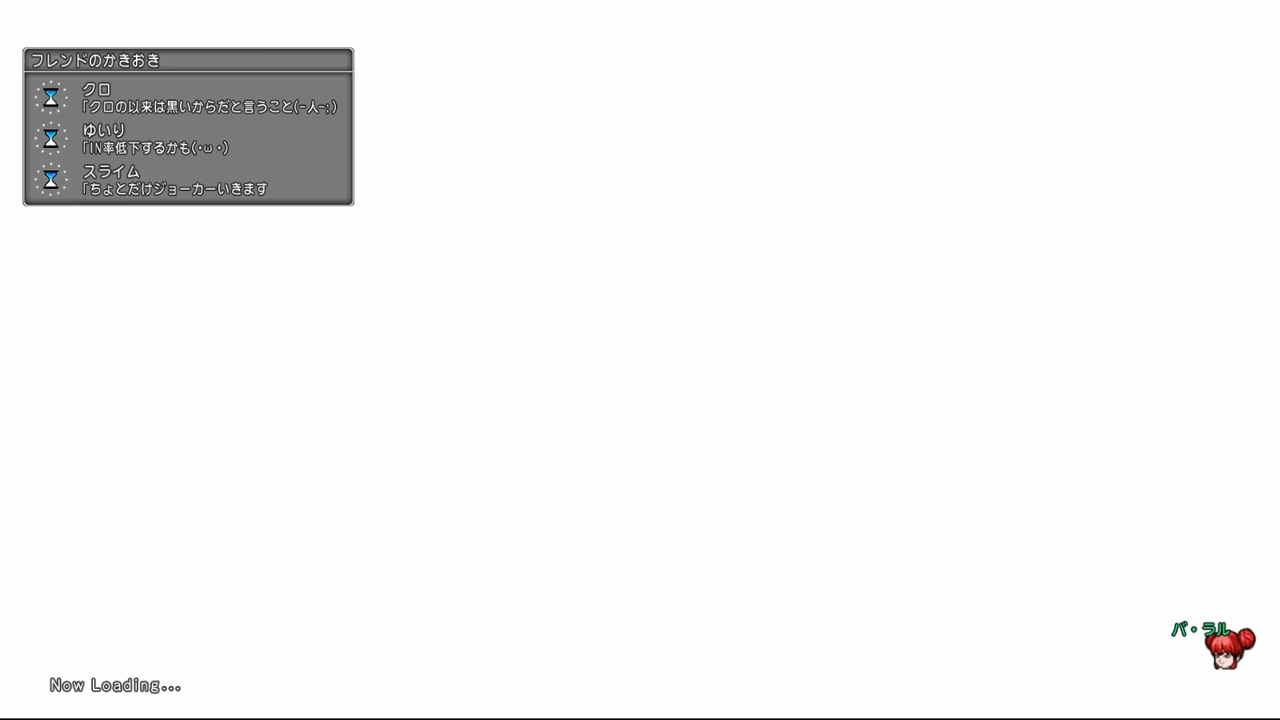 フレンドのかきおき
クロ
「クロの以来は黒いからだと言うこと(-人-;)
ゆいり
「IN率低下するかも(･ω･)
スライム
「ちょとだけジョーカーいきます
バ・ラル
Now Loading...